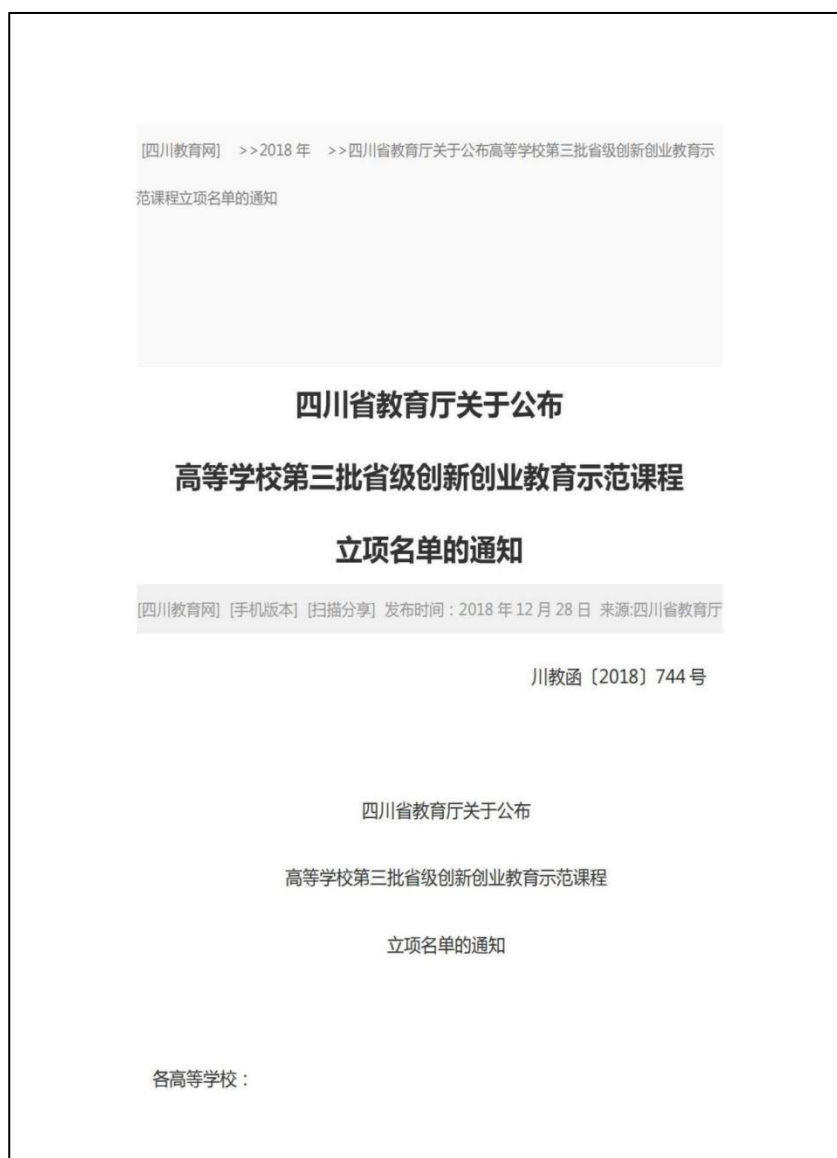 [四川教育网] >>2018 年 >>四川省教育厅关于公布高等学校第三批省级创新创业教育示
范课程立项名单的通知
四川省教育厅关于公布
高等学校第三批省级创新创业教育示范课程
立项名单的通知
[四川教育网] [手机版本] [扫描分享] 发布时间：2018 年 12 月 28 日 来源:四川省教育厅
川教函〔2018〕744 号
四川省教育厅关于公布
高等学校第三批省级创新创业教育示范课程
立项名单的通知
各高等学校：